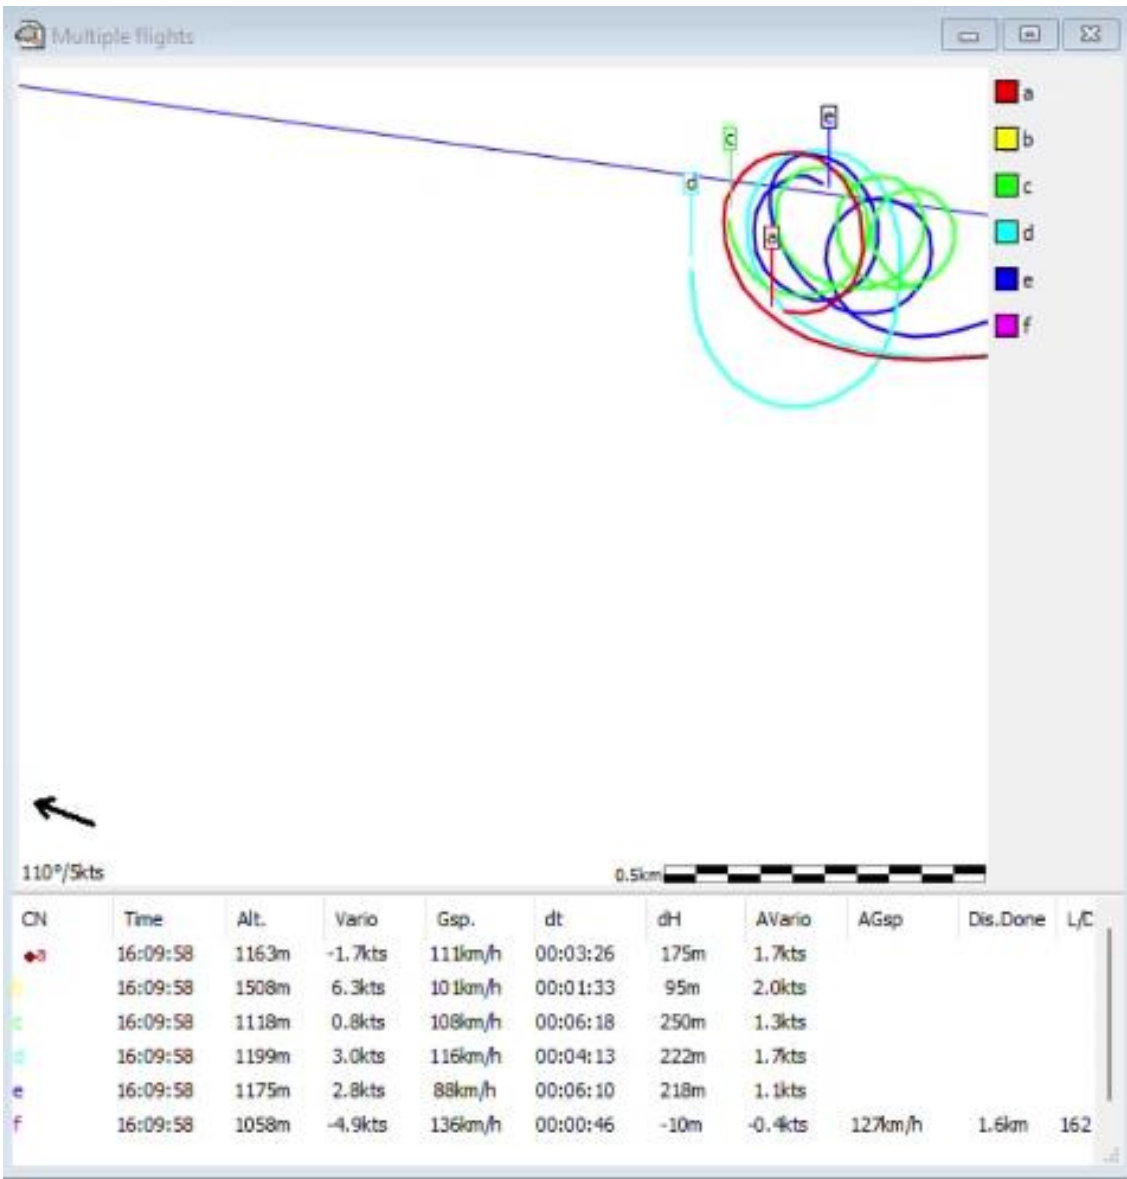 Multiple flights
a
b
c
d
e
f
c
e
d
a
110°/5kts
0.5km
CN Time Alt. Vario Gsp. dt dH AVario AGsp Dis.Done L/D
a 16:09:58 1163m -1.7kts 111km/h 00:03:26 175m 1.7kts
b 16:09:58 1508m 6.3kts 101km/h 00:01:33 95m 2.0kts
c 16:09:58 1118m 0.8kts 108km/h 00:06:18 250m 1.3kts
d 16:09:58 1199m 3.0kts 116km/h 00:04:13 222m 1.7kts
e 16:09:58 1175m 2.8kts 88km/h 00:06:10 218m 1.1kts
f 16:09:58 1058m -4.9kts 136km/h 00:00:46 -10m -0.4kts 127km/h 1.6km 162